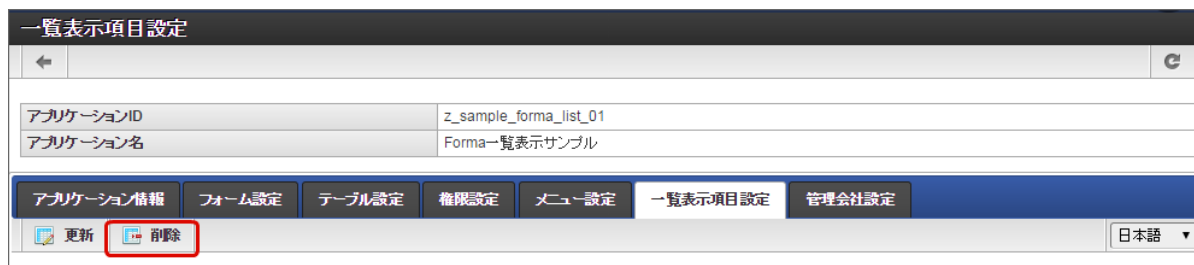 一覧表示項目設定
アプリケーションID z_sample_forma_list_01
アプリケーション名 Forma一覧表示サンプル
アプリケーション情報 フォーム設定 テーブル設定 権限設定 メニュー設定 一覧表示項目設定 管理会社設定
更新 削除 日本語